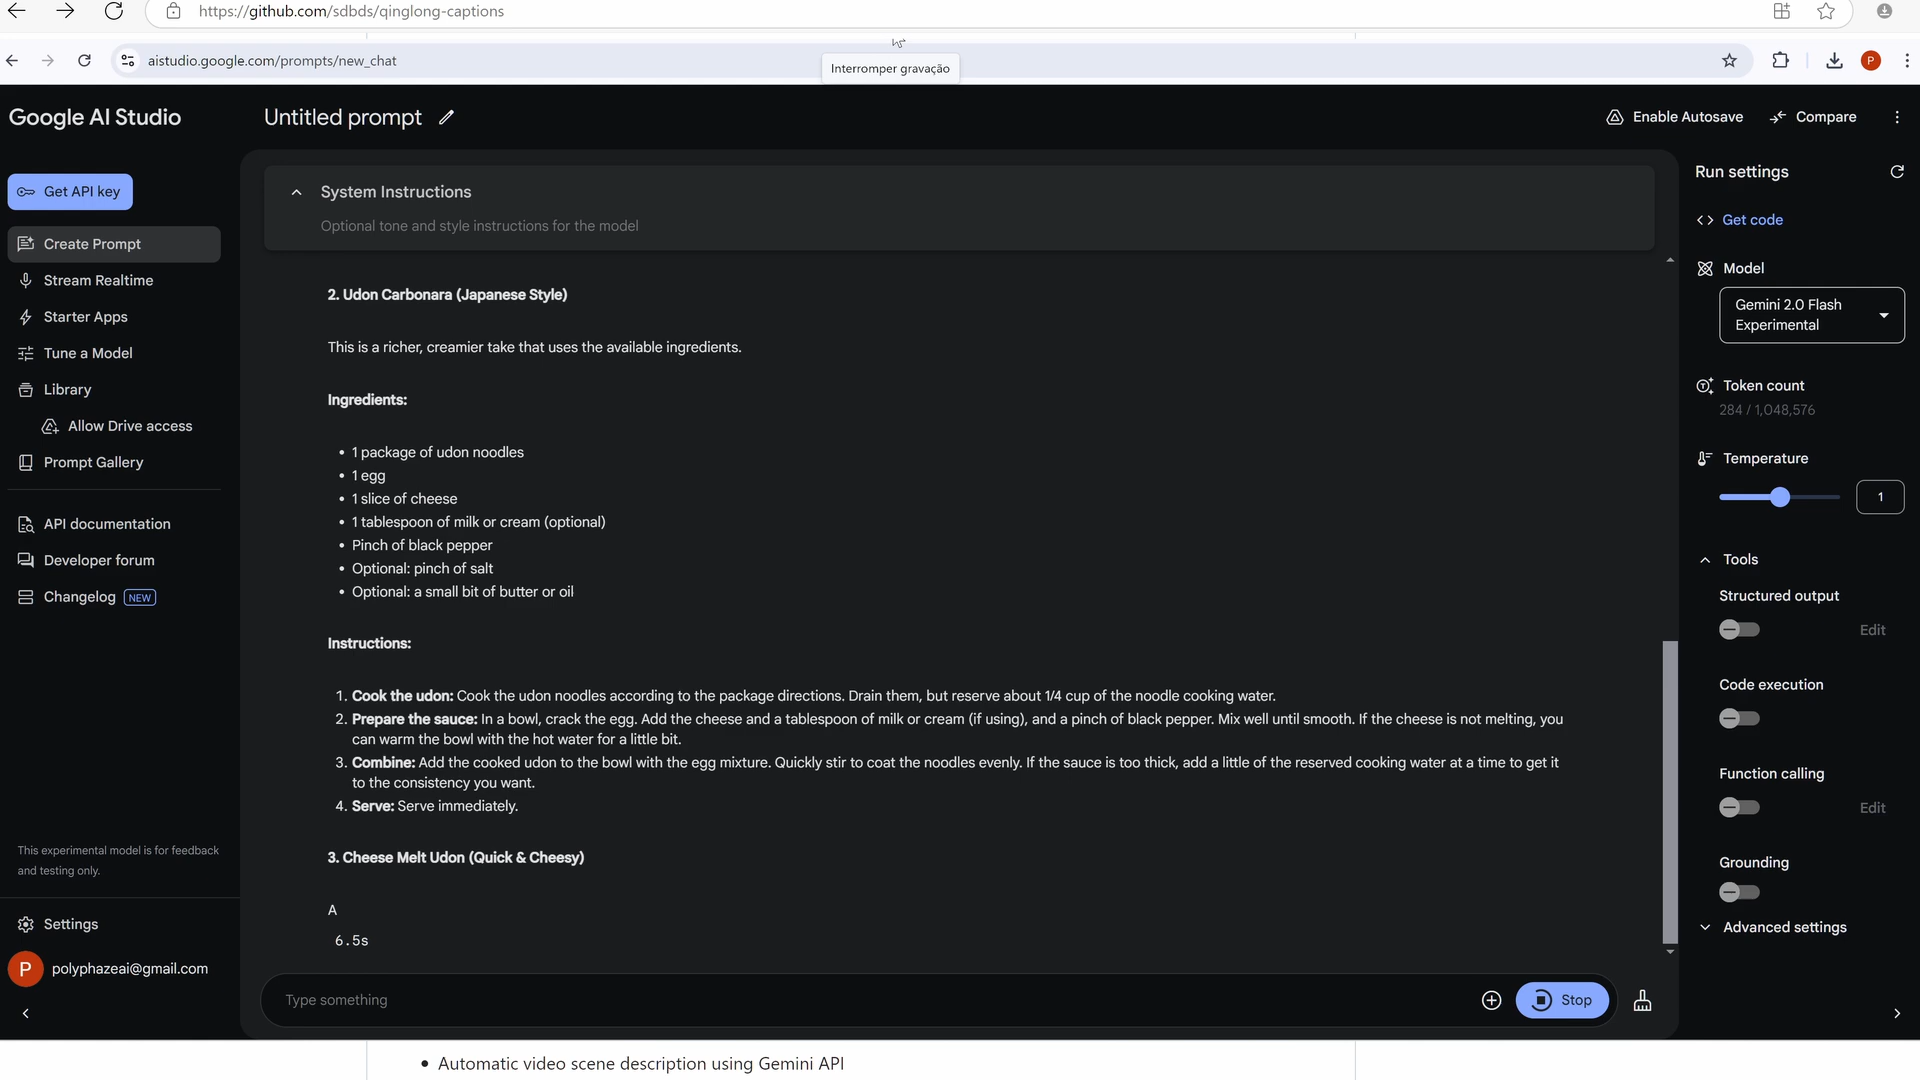 https://github.com/sdbds/qinglong-captions
aistudio.google.com/prompts/new_chat
Interromper gravação
P
Google AI Studio
Untitled prompt
Enable Autosave
Compare
Get API key
Create Prompt
Stream Realtime
Starter Apps
Tune a Model
Library
Allow Drive access
Prompt Gallery
API documentation
Developer forum
Changelog NEW
This experimental model is for feedback
and testing only.
Settings
P polyphazeai@gmail.com
System Instructions
Optional tone and style instructions for the model
2. Udon Carbonara (Japanese Style)
This is a richer, creamier take that uses the available ingredients.
Ingredients:
• 1 package of udon noodles
• 1 egg
• 1 slice of cheese
• 1 tablespoon of milk or cream (optional)
• Pinch of black pepper
• Optional: pinch of salt
• Optional: a small bit of butter or oil
Instructions:
1. Cook the udon: Cook the udon noodles according to the package directions. Drain them, but reserve about 1/4 cup of the noodle cooking water.
2. Prepare the sauce: In a bowl, crack the egg. Add the cheese and a tablespoon of milk or cream (if using), and a pinch of black pepper. Mix well until smooth. If the cheese is not melting, you
can warm the bowl with the hot water for a little bit.
3. Combine: Add the cooked udon to the bowl with the egg mixture. Quickly stir to coat the noodles evenly. If the sauce is too thick, add a little of the reserved cooking water at a time to get it
to the consistency you want.
4. Serve: Serve immediately.
3. Cheese Melt Udon (Quick & Cheesy)
A
6.5s
Type something
Stop
Run settings
Get code
Model
Gemini 2.0 Flash
Experimental
Token count
284 / 1,048,576
Temperature
1
Tools
Structured output
Edit
Code execution
Function calling
Edit
Grounding
Advanced settings
• Automatic video scene description using Gemini API